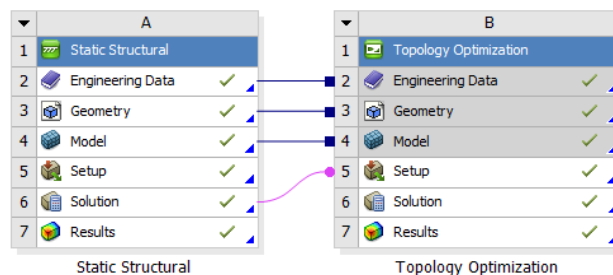 A
1 Static Structural
2 Engineering Data
3 Geometry
4 Model
5 Setup
6 Solution
7 Results
Static Structural
B
1 Topology Optimization
2 Engineering Data
3 Geometry
4 Model
5 Setup
6 Solution
7 Results
Topology Optimization